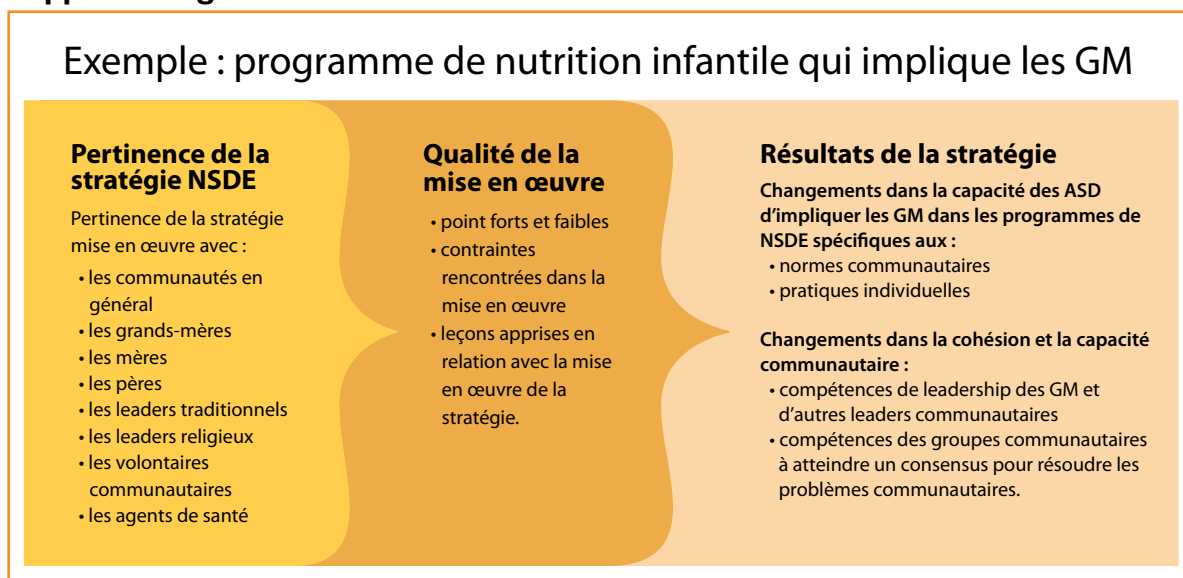 Exemple : programme de nutrition infantile qui implique les GM
Pertinence de la
stratégie NSDE
Pertinence de la stratégie
mise en œuvre avec :
• les communautés en
général
• les grands-mères
• les mères
• les pères
• les leaders traditionnels
• les leaders religieux
• les volontaires
communautaires
• les agents de santé
Qualité de la
mise en œuvre
• point forts et faibles
• contraintes
rencontrées dans la
mise en œuvre
• leçons apprises en
relation avec la mise
en œuvre de la
stratégie.
Résultats de la stratégie
Changements dans la capacité des ASD
d'impliquer les GM dans les programmes de
NSDE spécifiques aux :
• normes communautaires
• pratiques individuelles
Changements dans la cohésion et la capacité
communautaire :
• compétences de leadership des GM et
d'autres leaders communautaires
• compétences des groupes communautaires
à atteindre un consensus pour résoudre les
problèmes communautaires.